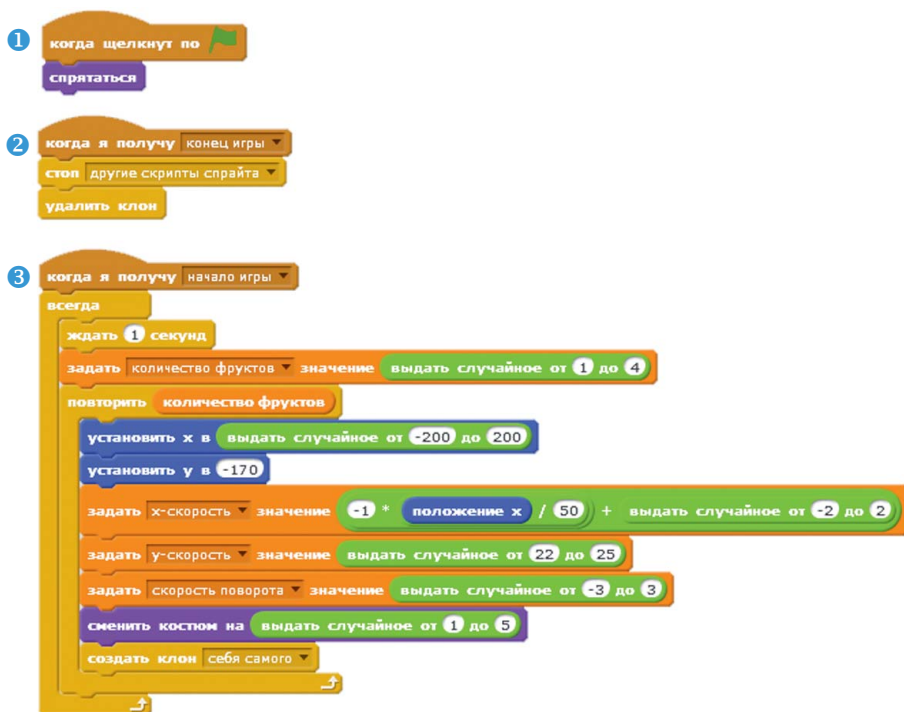 1
когда щелкнут по
спрятаться
2
когда я получу конец игры
стоп другие скрипты спрайта
удалить клон
3
когда я получу начало игры
всегда
ждать 1 секунд
задать количество фруктов значение выдать случайное от 1 до 4
повторить количество фруктов
установить х в выдать случайное от -200 до 200
установить у в -170
задать х-скорость значение -1 * положение х / 50 + выдать случайное от -2 до 2
задать у-скорость значение выдать случайное от 22 до 25
задать скорость поворота значение выдать случайное от -3 до 3
сменить костюм на выдать случайное от 1 до 5
создать клон себя самого